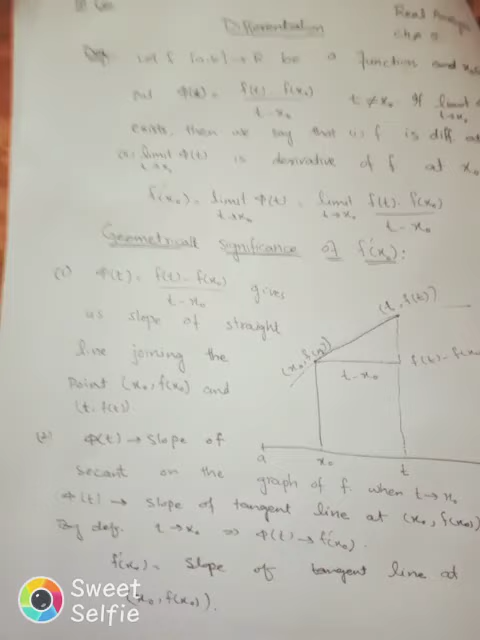 Real Analysis
Chp 5
Differentiation
Def. Let f [a,b] → R be a function and x₀
put φ(t) = f(t) - f(x₀) / t - x₀ t ≠ x₀ If limit t→x₀
exists, then we say that f is diff. at
limit t→x₀ φ(t) is derivative of f at x₀
f'(x₀) = limit t→x₀ φ(t) = limit t→x₀ f(t) - f(x₀) / t - x₀
Geometricall significance of f'(x₀):
(1) φ(t) = f(t) - f(x₀) / t - x₀ gives
us slope of straight
line joining the
point (x₀, f(x₀) and
(t, f(t))
(t, f(t))
(x₀, f(x₀))
t - x₀
f(t) - f(x₀
a x₀ t
(2) φ(t) → slope of
secant on the graph of f. when t → x₀
φ(t) → slope of tangent line at (x₀, f(x₀)
By def. t → x₀ ⇒ φ(t) → f'(x₀).
f'(x₀) = slope of tangent line at
(x₀, f(x₀)).
Sweet
Selfie